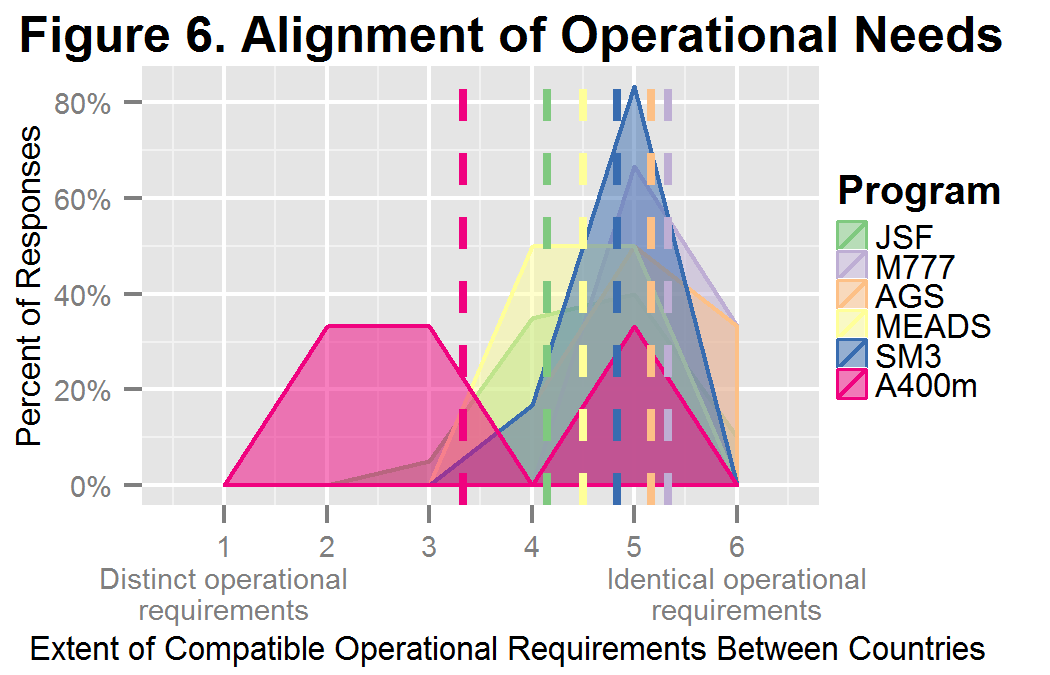 Figure 6. Alignment of Operational Needs
Percent of Responses
80%
60%
40%
20%
0%
1
2
3
4
5
6
Distinct operational
requirements
Identical operational
requirements
Extent of Compatible Operational Requirements Between Countries
Program
JSF
M777
AGS
MEADS
SM3
A400m